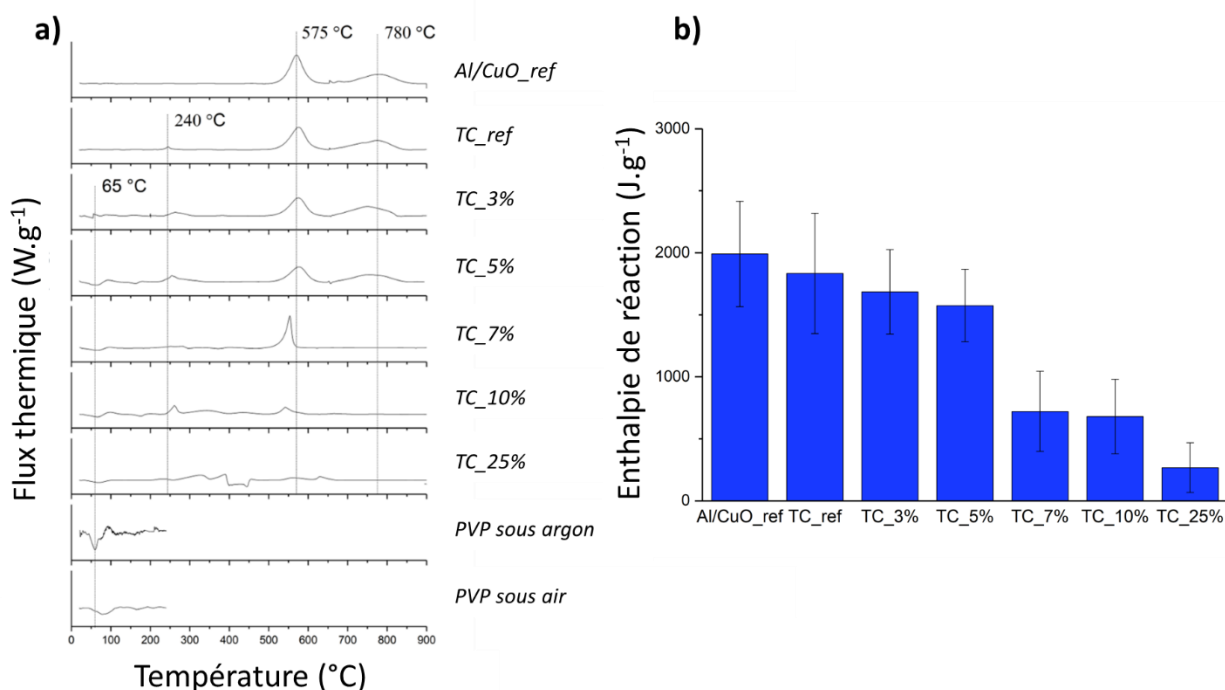 a)
575 °C
780 °C
Al/CuO_ref
240 °C
TC_ref
65 °C
TC_3%
TC_5%
TC_7%
TC_10%
TC_25%
PVP sous argon
PVP sous air
Flux thermique (W.g⁻¹)
0 100 200 300 400 500 600 700 800 900
Température (°C)
b)
Enthalpie de réaction (J.g⁻¹)
3000
2000
1000
0
Al/CuO_ref TC_ref TC_3% TC_5% TC_7% TC_10% TC_25%